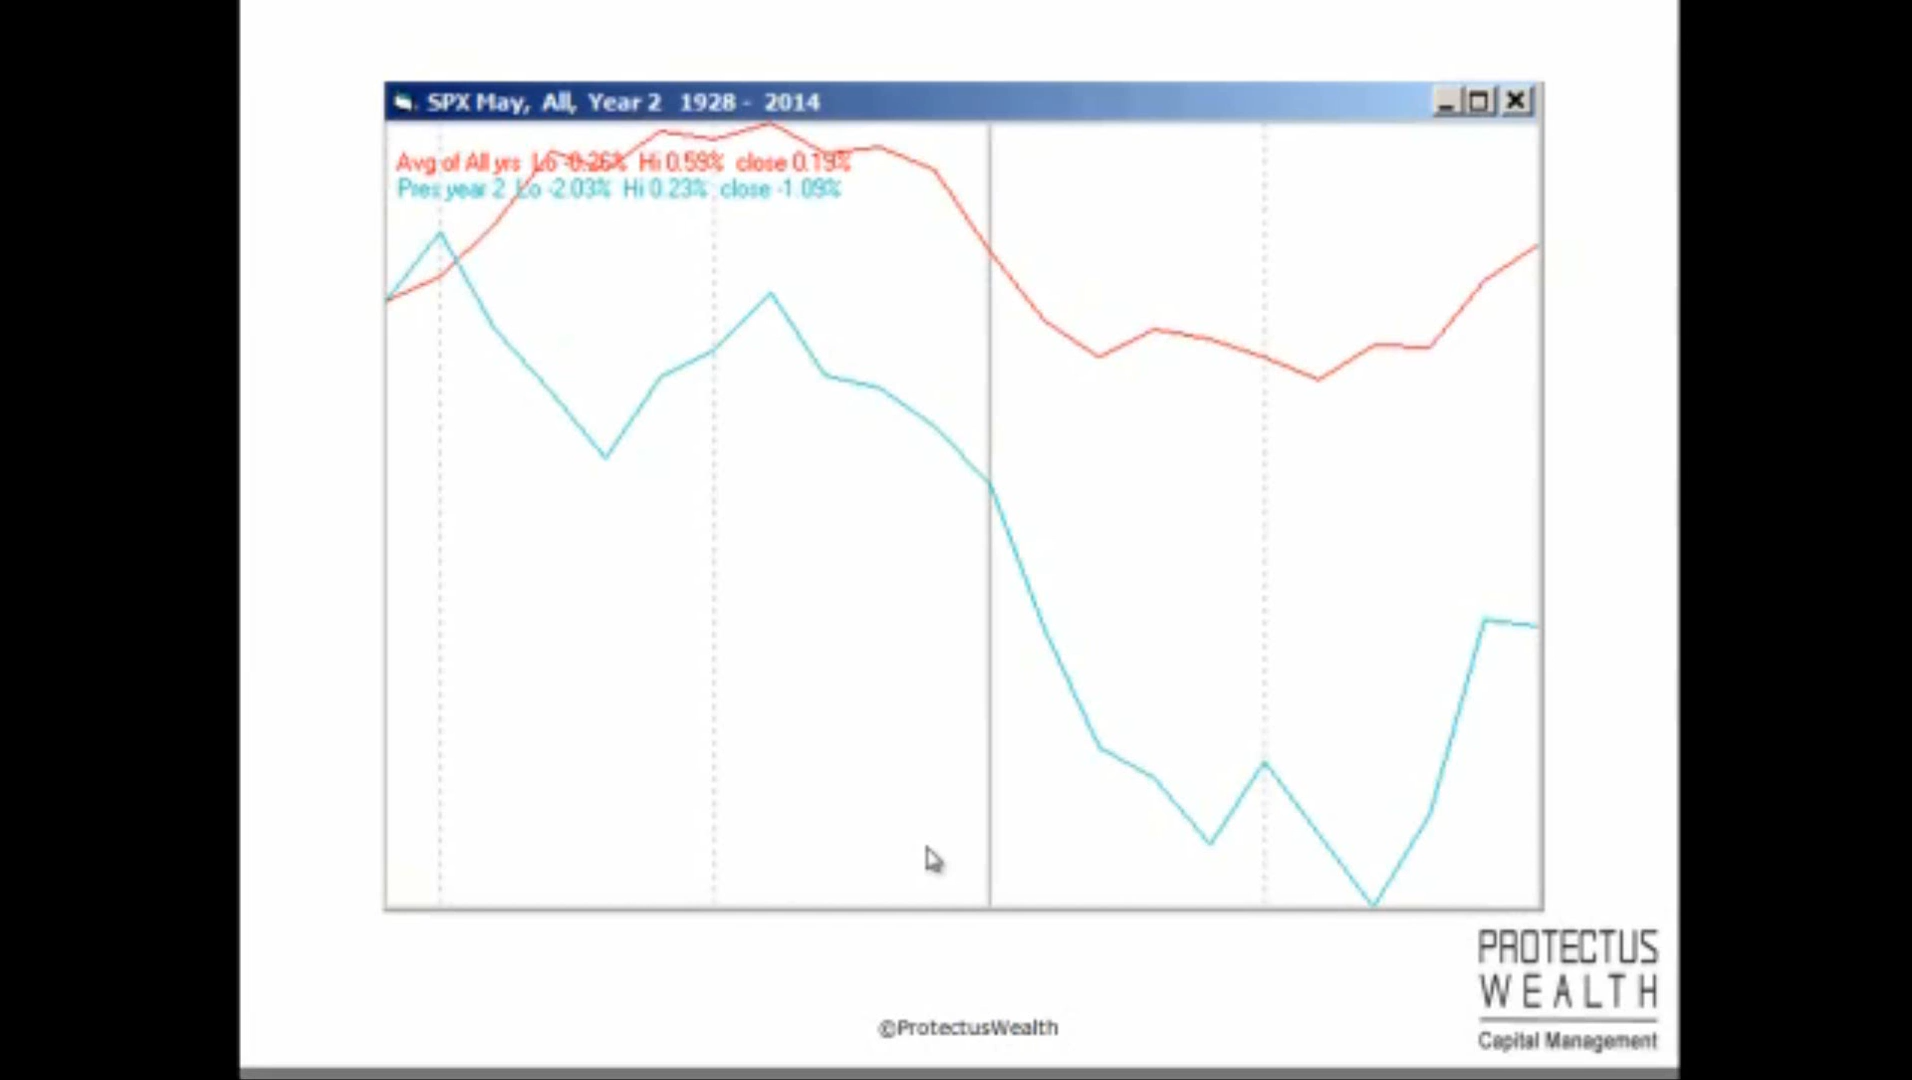 SPX May, All, Year 2 1928 - 2014
Avg of All yrs Lo -0.26% Hi 0.59% close 0.19%
Pres year 2 Lo -2.03% Hi 0.23% close -1.09%
PROTECTUS
WEALTH
Capital Management
©ProtectusWealth